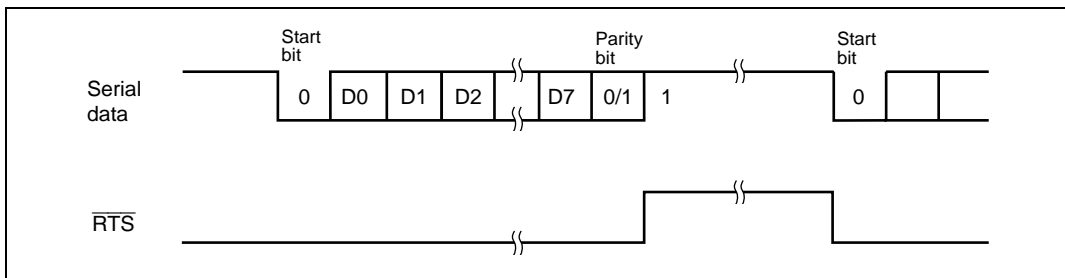 Start
bit
Parity
bit
Start
bit
Serial
data
0 D0 D1 D2 D7 0/1 1 0
RTS